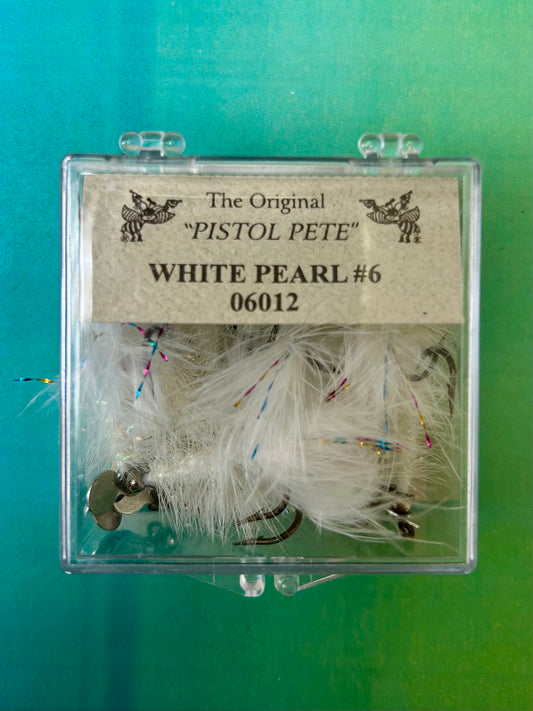 The Original
"PISTOL PETE"
WHITE PEARL #6
06012